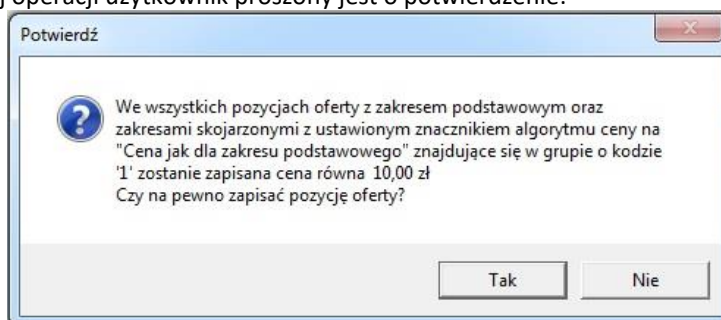 j operacji użytkownik proszony jest o potwierdzenie:
Potwierdź
We wszystkich pozycjach oferty z zakresem podstawowym oraz
zakresami skojarzonymi z ustawionym znacznikiem algorytmu ceny na
"Cena jak dla zakresu podstawowego" znajdujące się w grupie o kodzie
'1' zostanie zapisana cena równa 10,00 zł
Czy na pewno zapisać pozycję oferty?
Tak
Nie